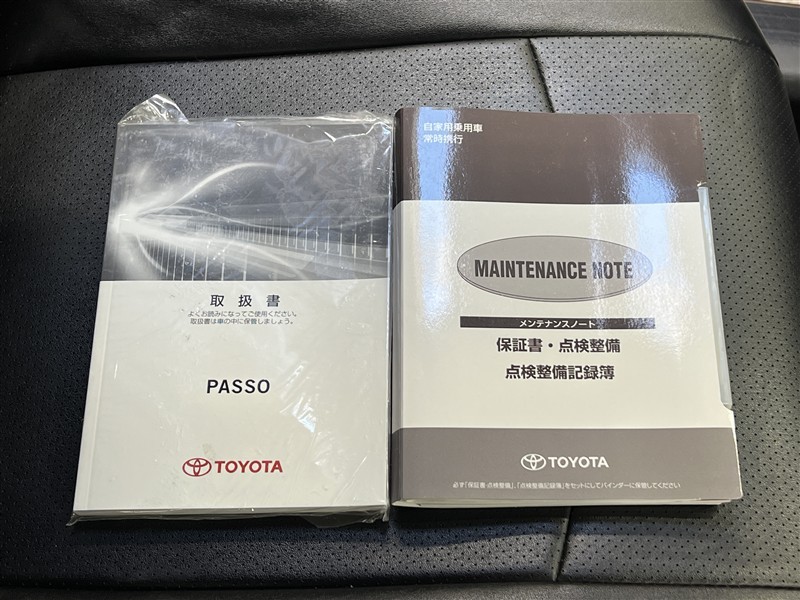 取扱書
よくお読みになってご使用ください。
取扱書は車の中に保管しましょう。
PASSO
TOYOTA
自家用乗用車
常時携行
MAINTENANCE NOTE
メンテナンスノート
保証書・点検整備
点検整備記録簿
TOYOTA
必ず「保証書・点検整備」、「点検整備記録簿」をセットにしてバインダーに保管してください